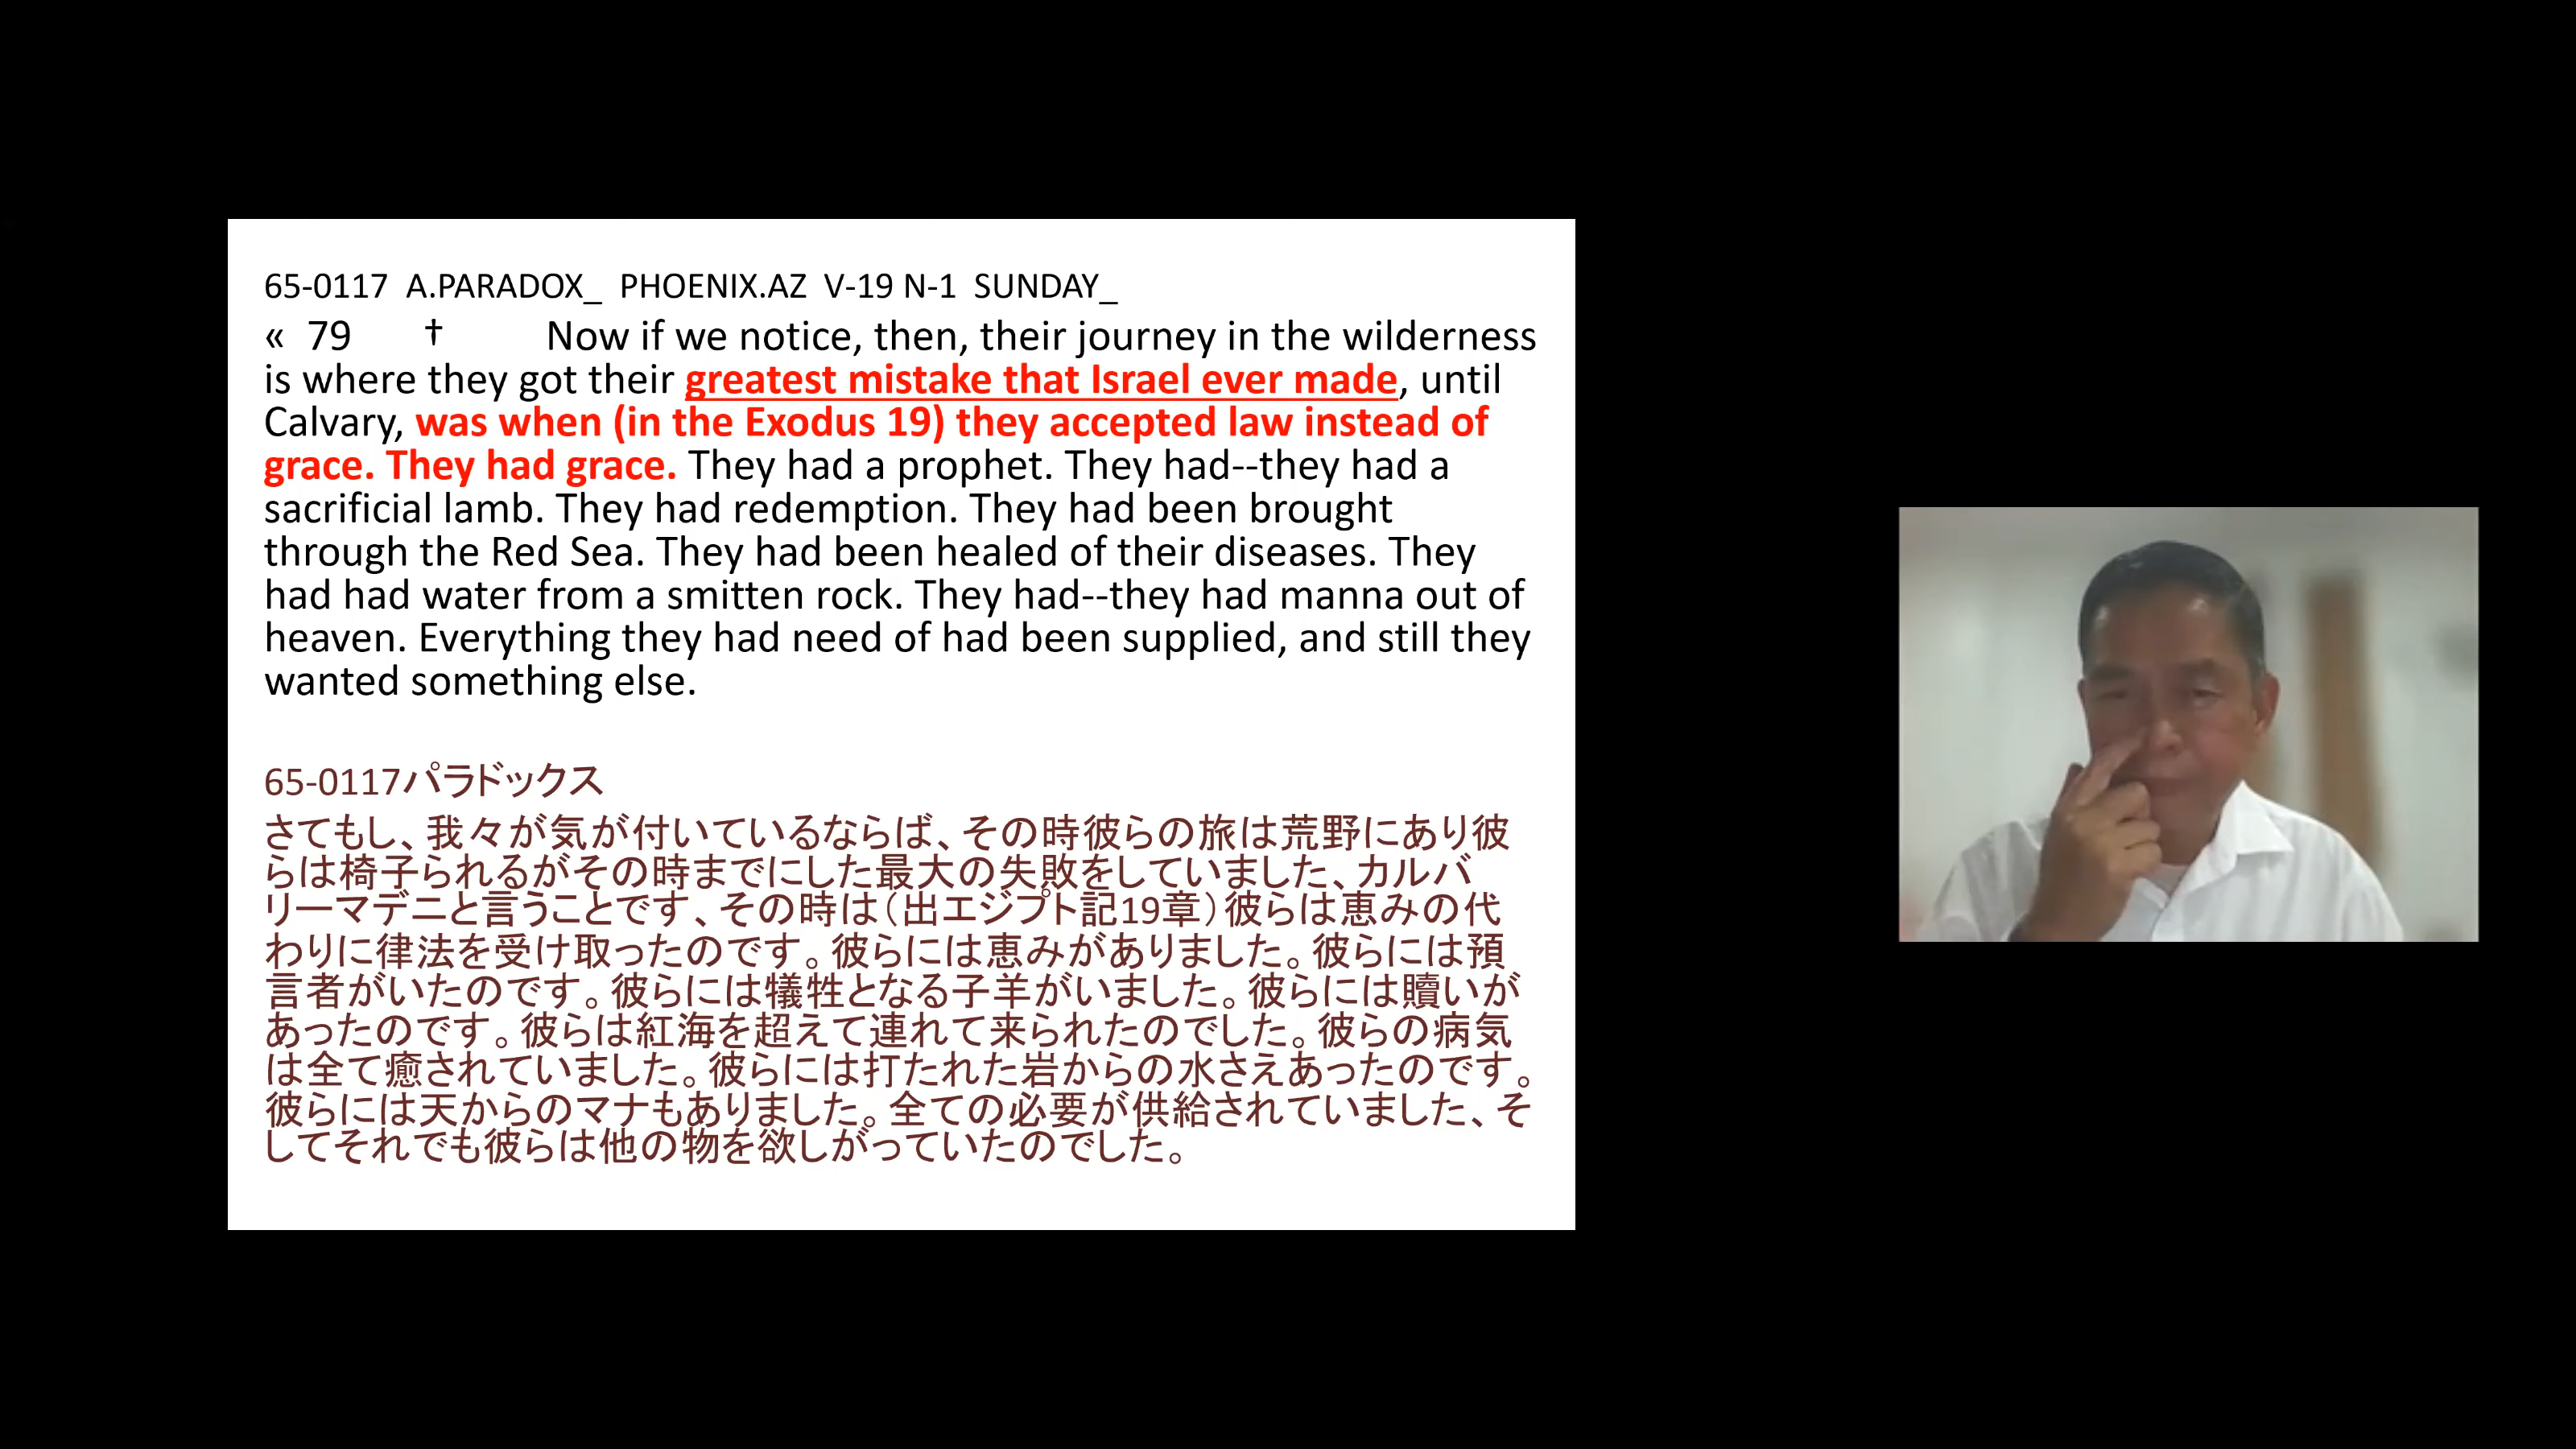 65-0117  A.PARADOX_  PHOENIX.AZ  V-19 N-1  SUNDAY_
«  79  †  Now if we notice, then, their journey in the wilderness
is where they got their greatest mistake that Israel ever made, until
Calvary, was when (in the Exodus 19) they accepted law instead of
grace. They had grace. They had a prophet. They had--they had a
sacrificial lamb. They had redemption. They had been brought
through the Red Sea. They had been healed of their diseases. They
had had water from a smitten rock. They had--they had manna out of
heaven. Everything they had need of had been supplied, and still they
wanted something else.
65-0117パラドックス
さてもし、我々が気が付いているならば、その時彼らの旅は荒野にあり彼
らは椅子られるがその時までにした最大の失敗をしていました、カルバ
リーマデニと言うことです、その時は（出エジプト記19章）彼らは恵みの代
わりに律法を受け取ったのです。彼らには恵みがありました。彼らには預
言者がいたのです。彼らには犠牲となる子羊がいました。彼らには贖いが
あったのです。彼らは紅海を超えて連れて来られたのでした。彼らの病気
は全て癒されていました。彼らには打たれた岩からの水さえあったのです。
彼らには天からのマナもありました。全ての必要が供給されていました、そ
してそれでも彼らは他の物を欲しがっていたのでした。